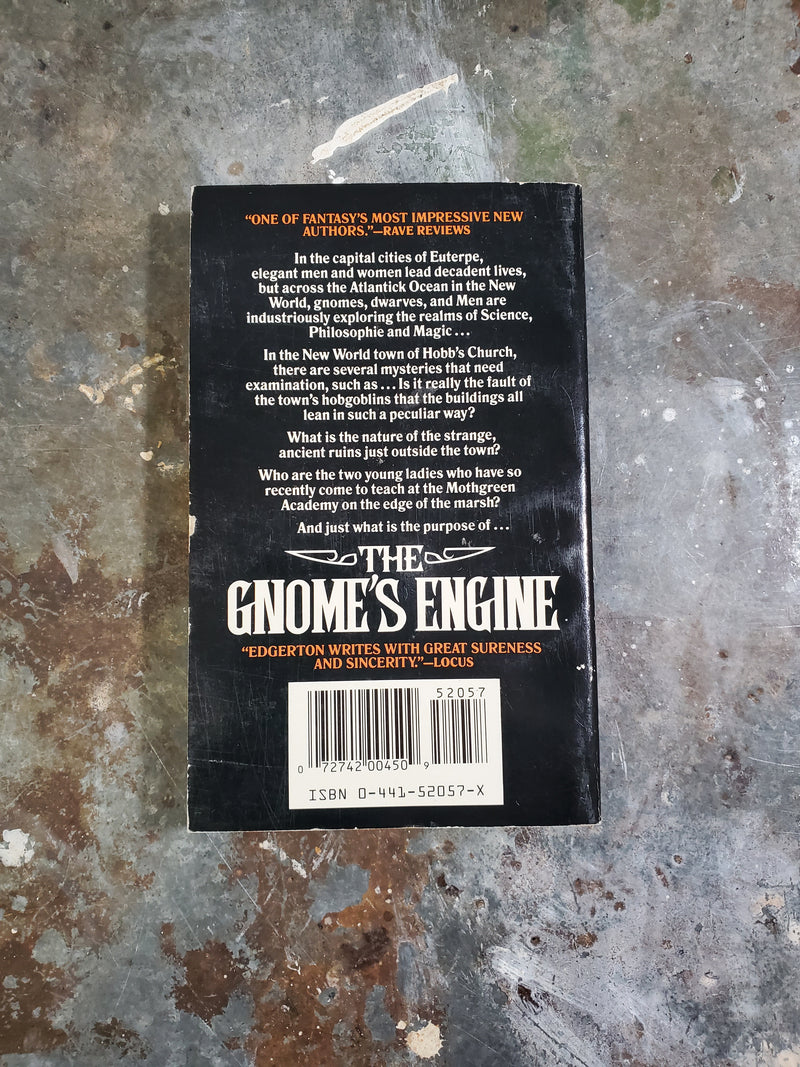 “ONE OF FANTASY’S MOST IMPRESSIVE NEW
AUTHORS.”—RAVE REVIEWS
In the capital cities of Euterpe,
elegant men and women lead decadent lives,
but across the Atlantick Ocean in the New
World, gnomes, dwarves, and Men are
industriously exploring the realms of Science,
Philosophie and Magic...
In the New World town of Hobb’s Church,
there are several mysteries that need
examination, such as...Is it really the fault of
the town’s hobgoblins that the buildings all
lean in such a peculiar way?
What is the nature of the strange,
ancient ruins just outside the town?
Who are the two young ladies who have so
recently come to teach at the Mothgreen
Academy on the edge of the marsh?
And just what is the purpose of...
THE
GNOME’S ENGINE
“EDGERTON WRITES WITH GREAT SURENESS
AND SINCERITY.”—LOCUS
52057
0 72742 00450 9
ISBN 0-441-52057-X